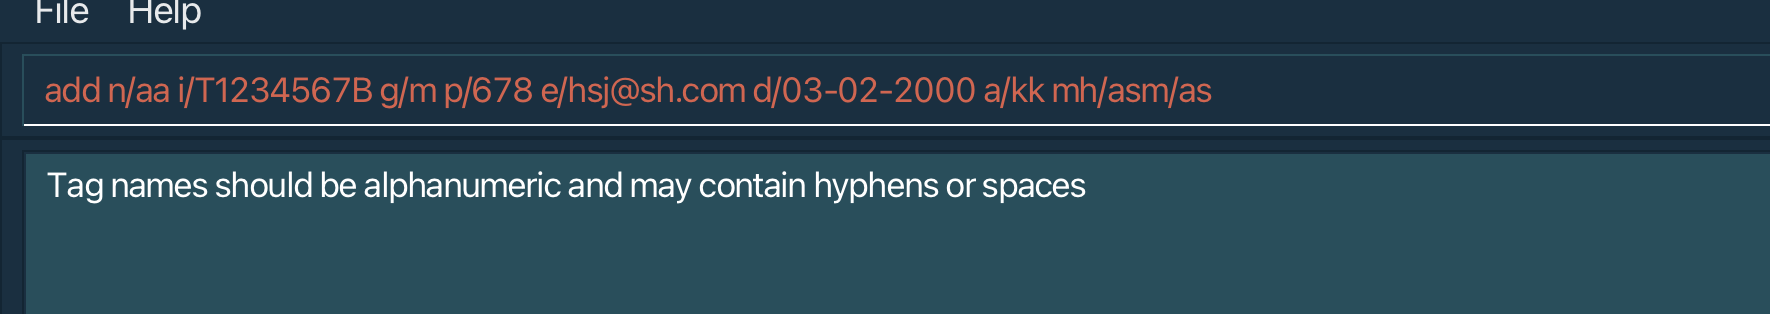 File Help
add n/aa i/T1234567B g/m p/678 e/hsj@sh.com d/03-02-2000 a/kk mh/asm/as
Tag names should be alphanumeric and may contain hyphens or spaces